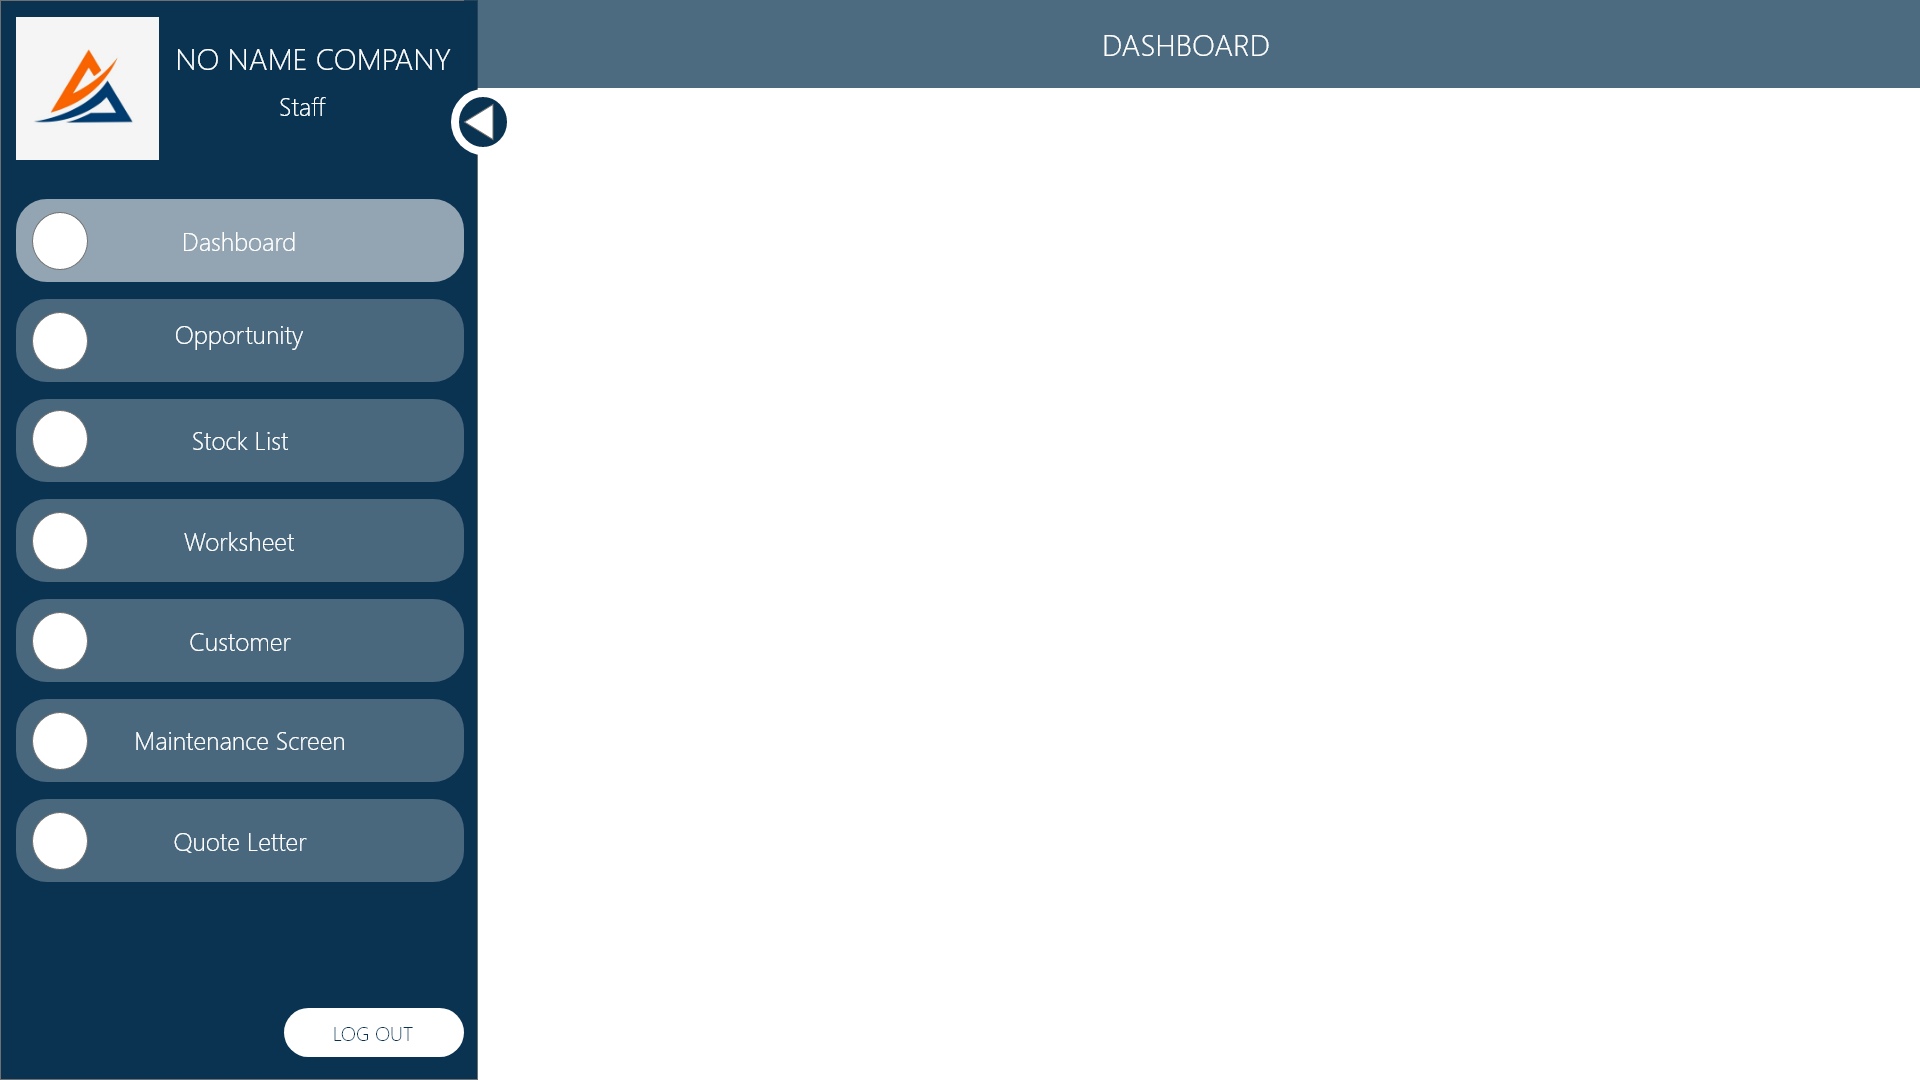 NO NAME COMPANY
Staff
DASHBOARD
Dashboard
Opportunity
Stock List
Worksheet
Customer
Maintenance Screen
Quote Letter
LOG OUT